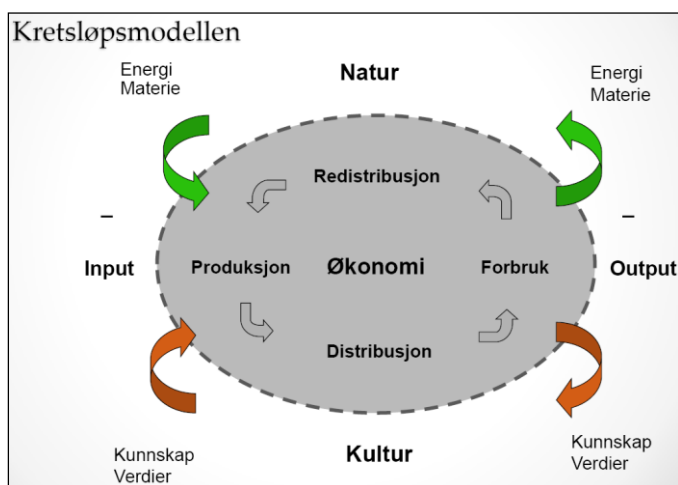 Kretsløpsmodellen
Energi
Materie
Natur
Energi
Materie
Redistribusjon
–
–
Input
Produksjon
Økonomi
Forbruk
Output
Distribusjon
Kunnskap
Verdier
Kultur
Kunnskap
Verdier